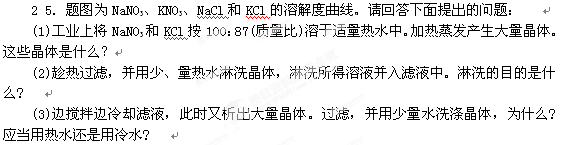 ２５．题图为 NaNO₃、KNO₃、NaCl 和 KCl 的溶解度曲线。请回答下面提出的问题：
(1)工业上将 NaNO₃和 KCl 按 100：87(质量比)溶于适量热水中。加热蒸发产生大量晶体。
这些晶体是什么？
(2)趁热过滤，并用少、量热水淋洗晶体，淋洗所得溶液并入滤液中。淋洗的目的是什
么？
(3)边搅拌边冷却滤液，此时又析出大量晶体。过滤，并用少量水洗涤晶体，为什么？
应当用热水还是用冷水？